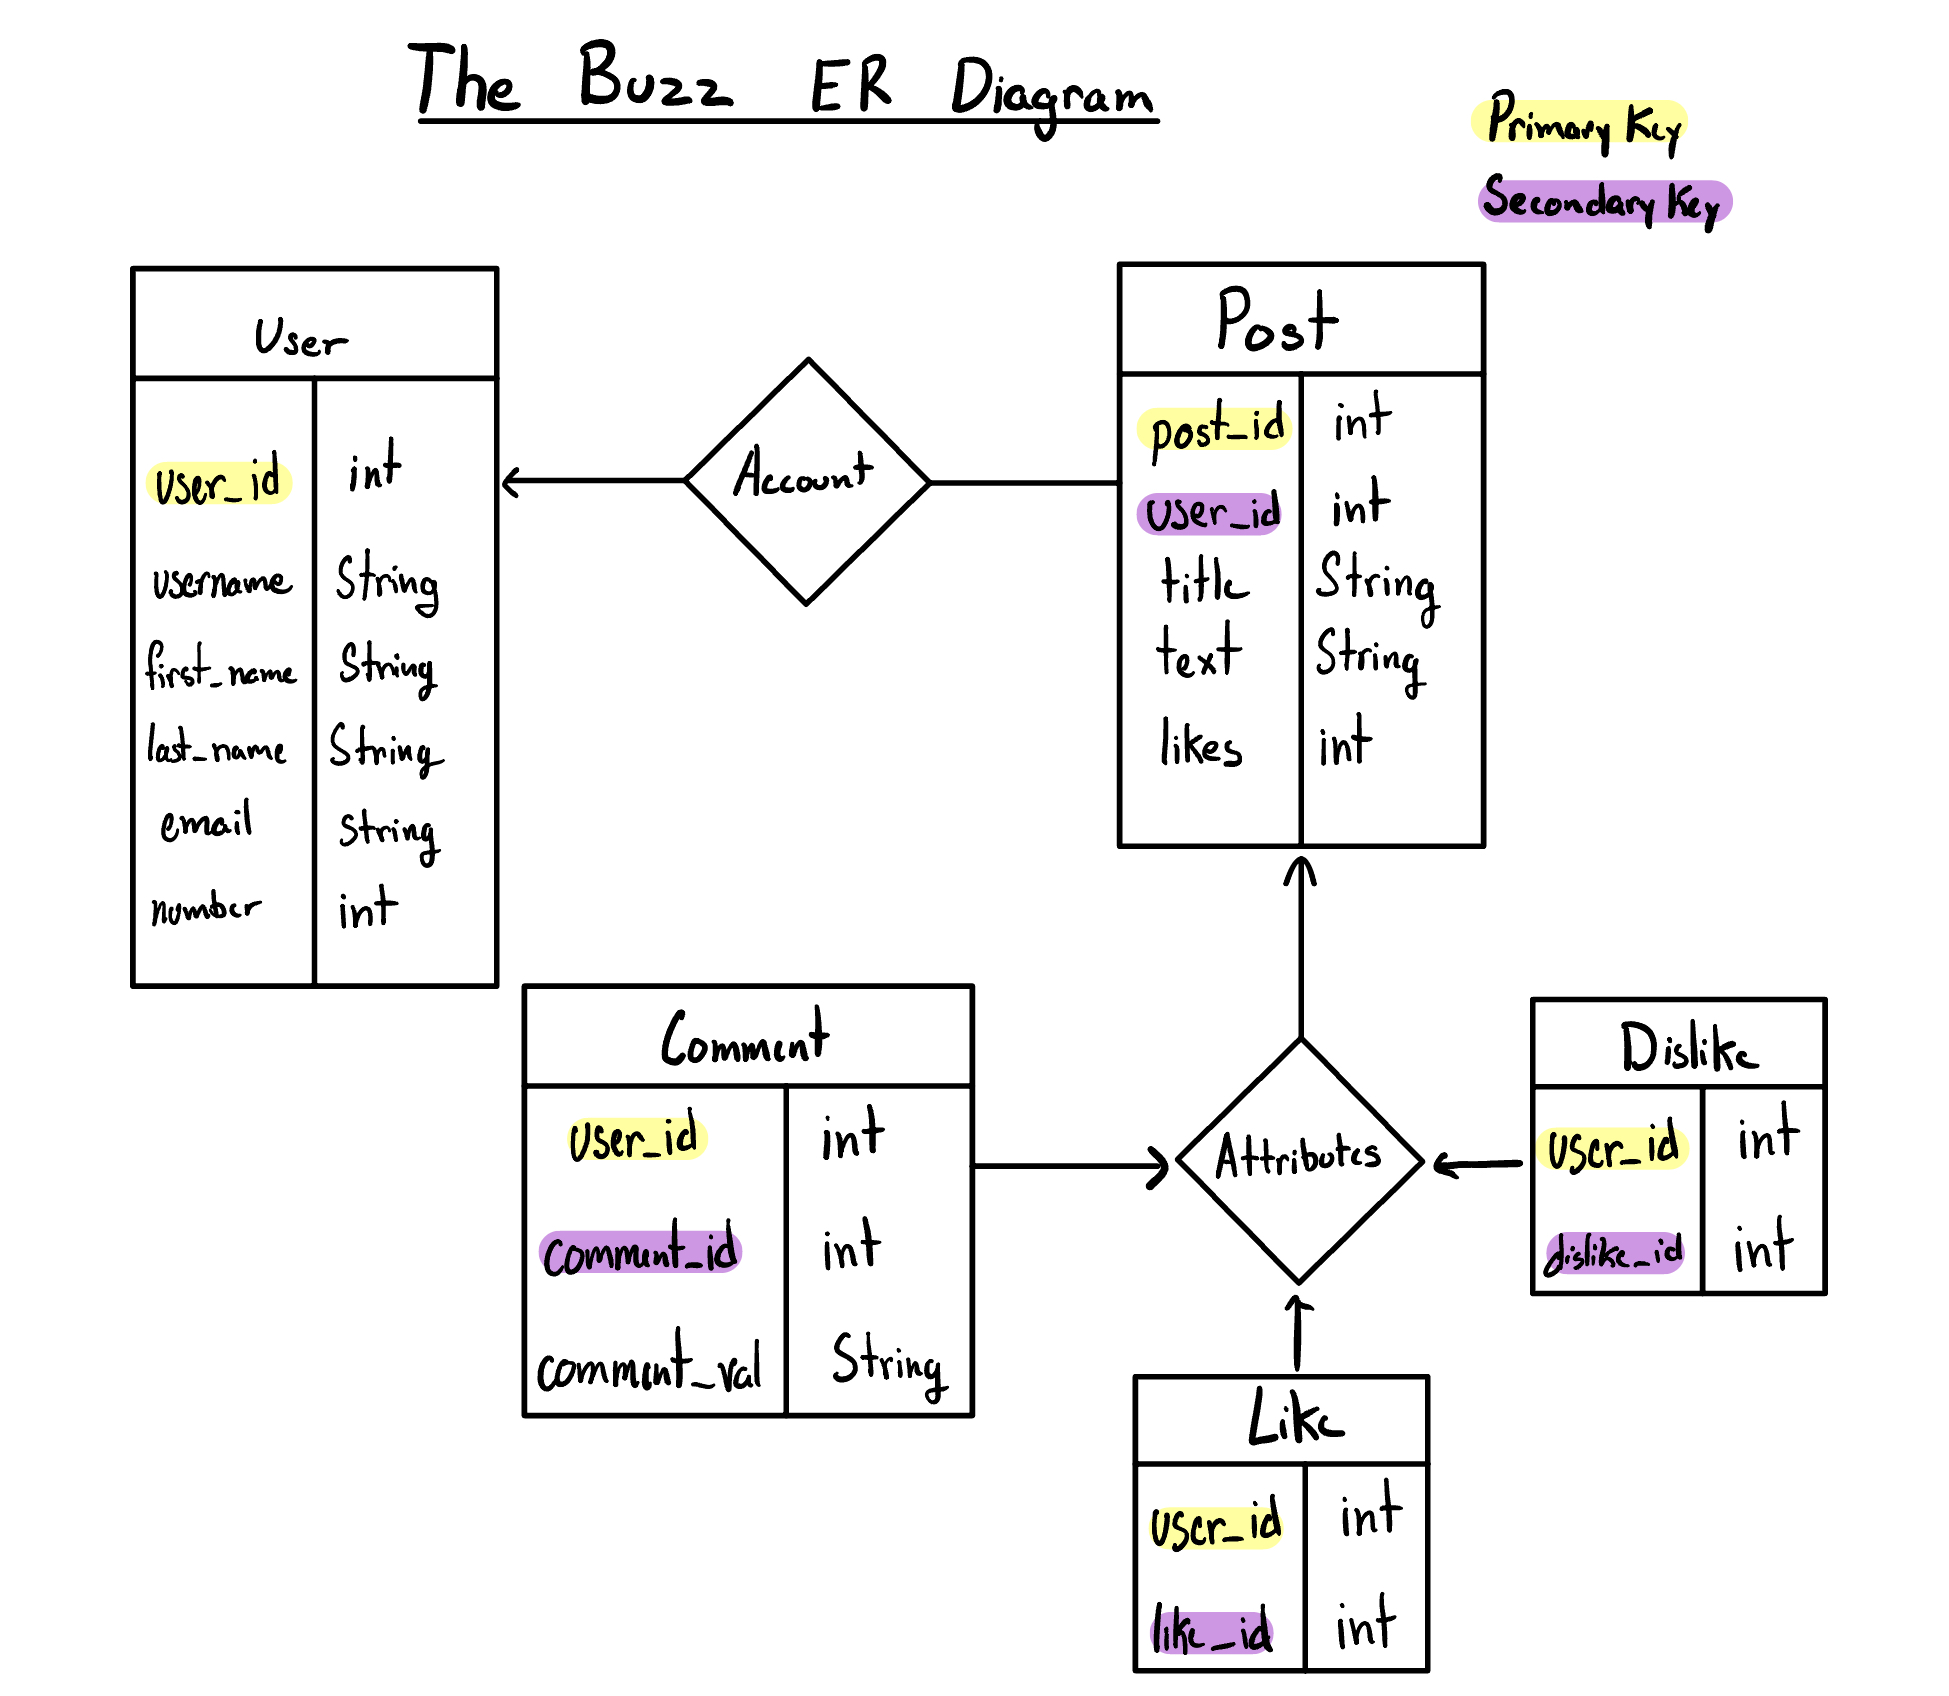 The Buzz ER Diagram
Primary Key
Secondary Key
User
user_id int
username String
first_name String
last_name String
email String
number int
Account
Post
post_id int
user_id int
title String
text String
likes int
Comment
user_id int
comment_id int
comment_val String
Attributes
Dislike
user_id int
dislike_id int
Like
user_id int
like_id int